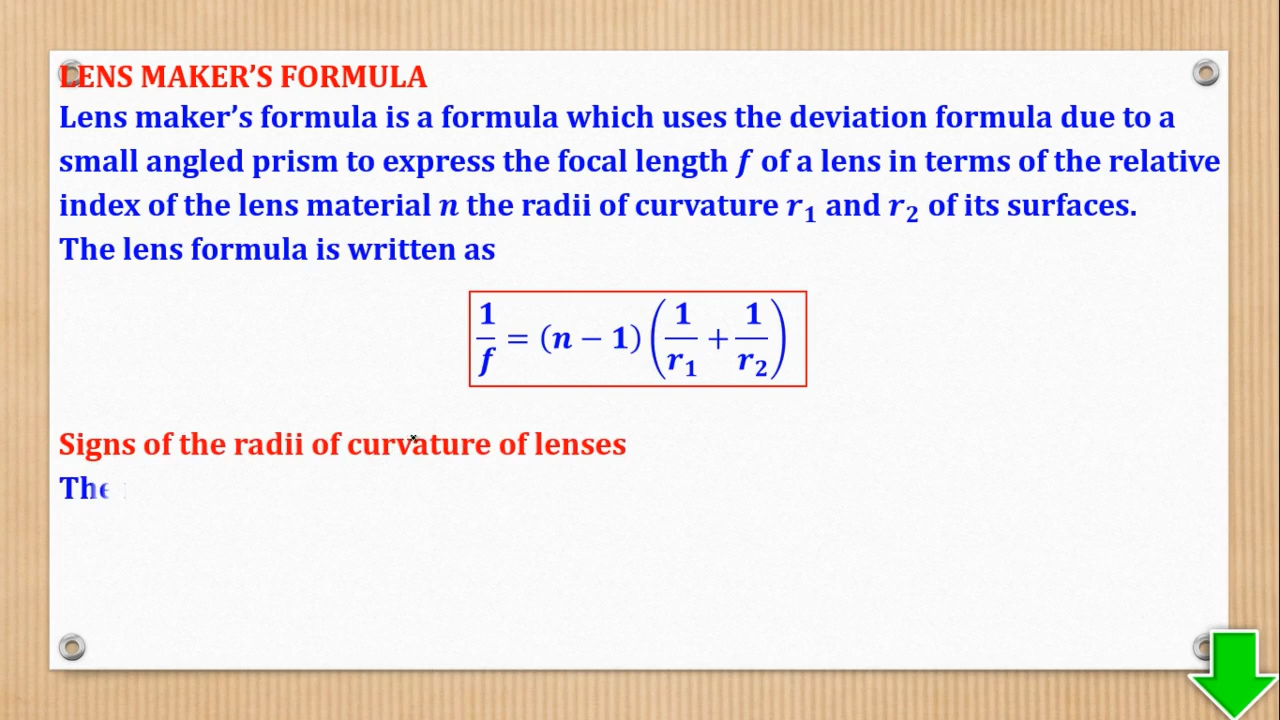 LENS MAKER'S FORMULA
Lens maker's formula is a formula which uses the deviation formula due to a
small angled prism to express the focal length f of a lens in terms of the relative
index of the lens material n the radii of curvature r₁ and r₂ of its surfaces.
The lens formula is written as
1/f = (n − 1)(1/r₁ + 1/r₂)
Signs of the radii of curvature of lenses
The